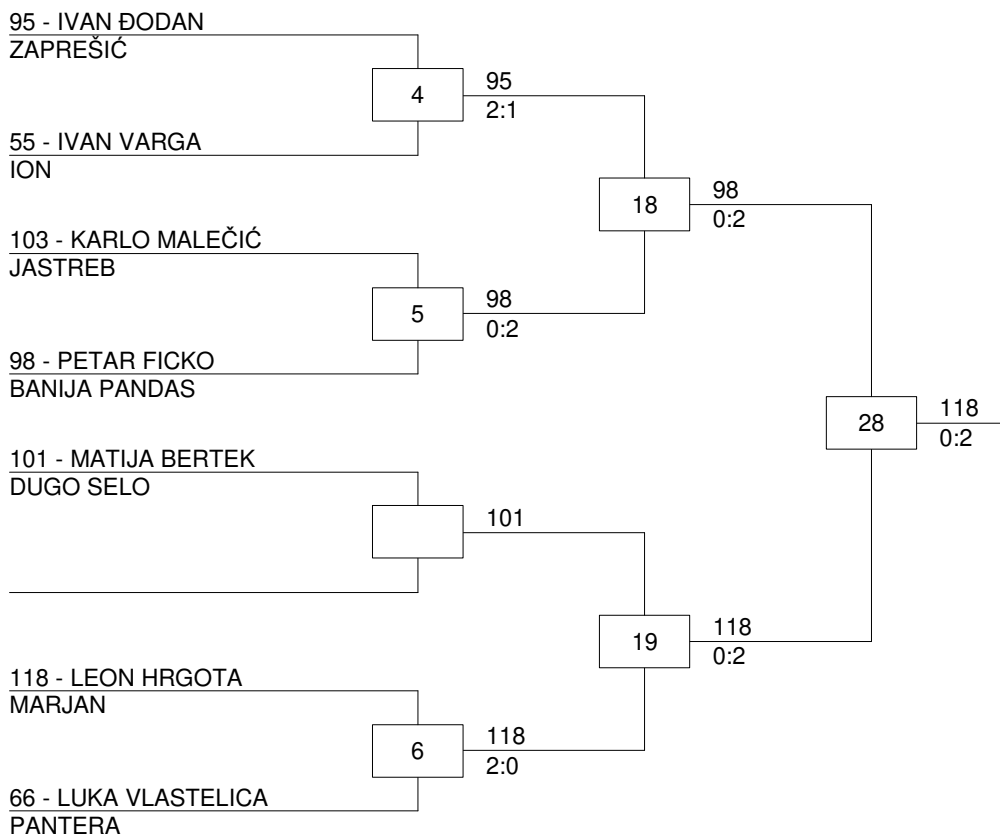 95 - IVAN ĐODAN
ZAPREŠIĆ
4
95
2:1
55 - IVAN VARGA
ION
18
98
0:2
103 - KARLO MALEČIĆ
JASTREB
5
98
0:2
98 - PETAR FICKO
BANIJA PANDAS
28
118
0:2
101 - MATIJA BERTEK
DUGO SELO
101
19
118
0:2
118 - LEON HRGOTA
MARJAN
6
118
2:0
66 - LUKA VLASTELICA
PANTERA